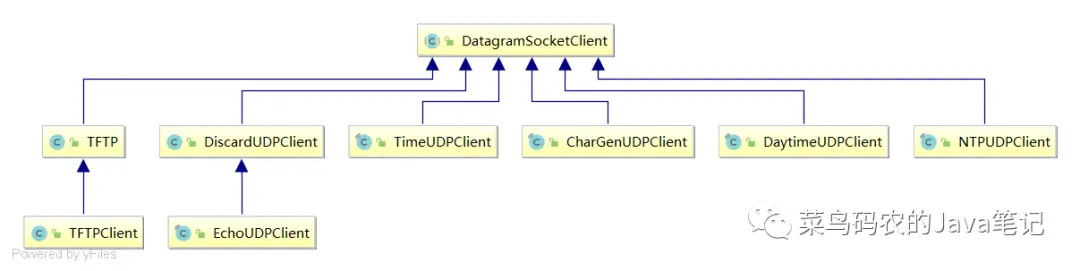 DatagramSocketClient
TFTP
DiscardUDPClient
TimeUDPClient
CharGenUDPClient
DaytimeUDPClient
NTPUDPClient
TFTPClient
EchoUDPClient
Powered by yFiles
菜鸟码农的Java笔记